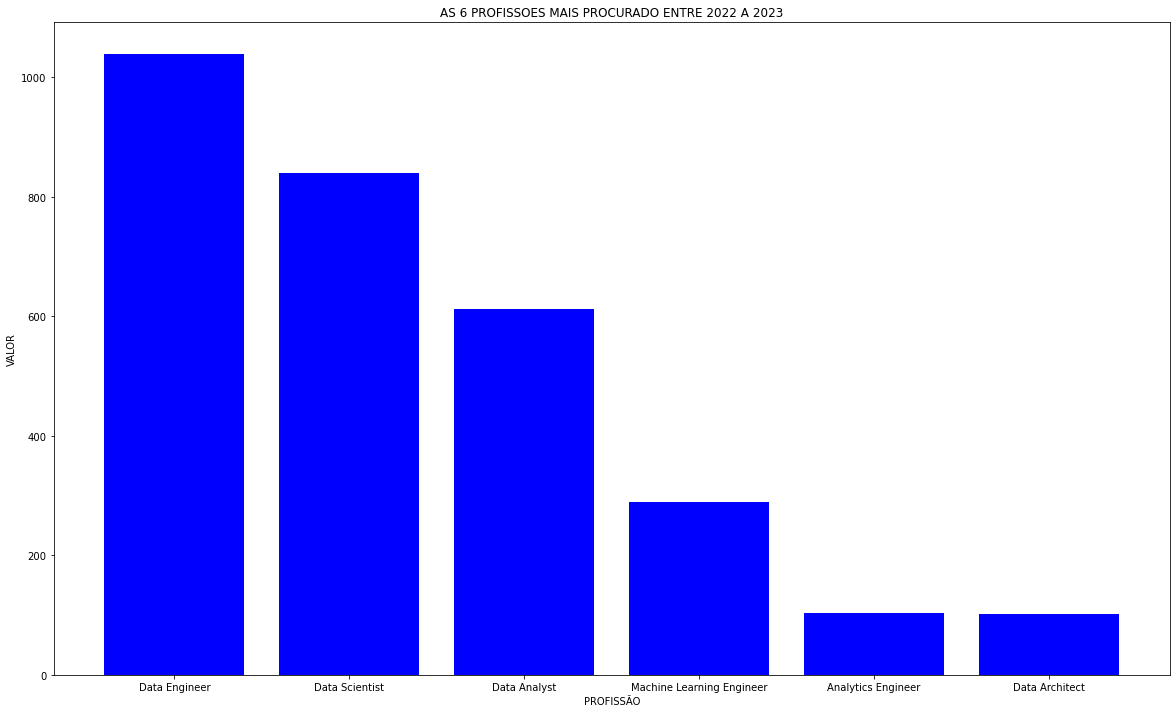 AS 6 PROFISSOES MAIS PROCURADO ENTRE 2022 A 2023
VALOR
1000
800
600
400
200
0
Data Engineer
Data Scientist
Data Analyst
Machine Learning Engineer
Analytics Engineer
Data Architect
PROFISSÃO